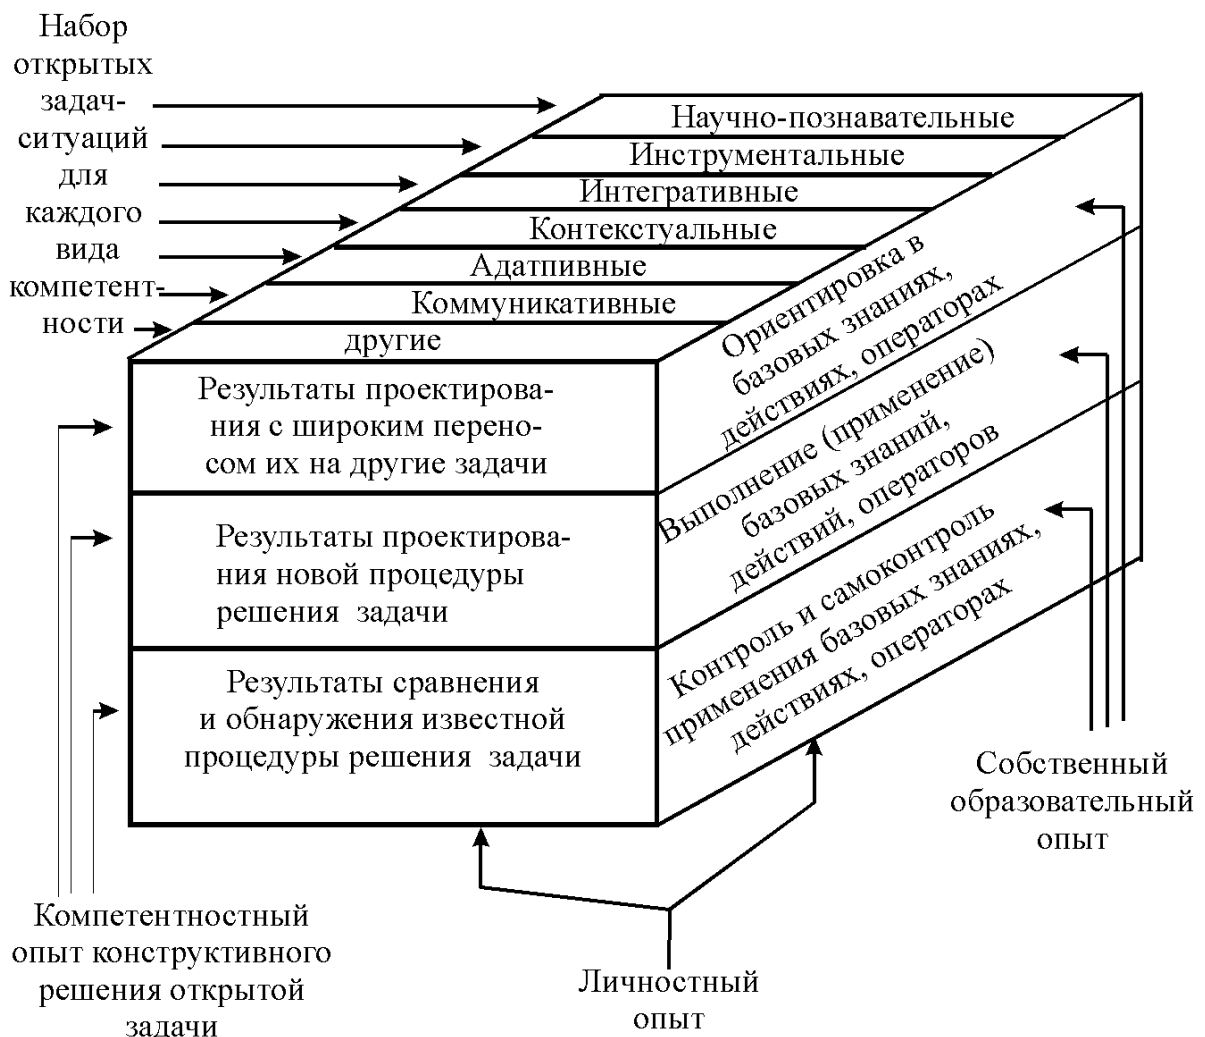 Набор
открытых
задач-
ситуаций
для
каждого
вида
компетент-
ности
Научно-познавательные
Инструментальные
Интегративные
Контекстуальные
Адатпивные
Коммуникативные
другие
Результаты проектирова-
ния с широким перено-
сом их на другие задачи
Результаты проектирова-
ния новой процедуры
решения задачи
Результаты сравнения
и обнаружения известной
процедуры решения задачи
Ориентировка в
базовых знаниях,
действиях, операторах
Выполнение (применение)
базовых знаний,
действий, операторов
Контроль и самоконтроль
применения базовых знаниях,
действиях, операторах
Собственный
образовательный
опыт
Компетентностный
опыт конструктивного
решения открытой
задачи
Личностный
опыт